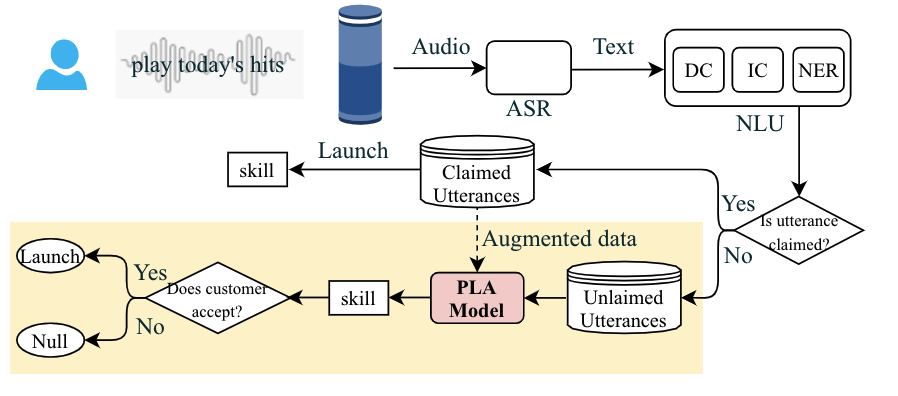 play today's hits
Audio
Text
DC
IC
NER
ASR
NLU
Launch
skill
Claimed
Utterances
Yes
Is utterance
claimed?
No
Augmented data
Launch
Yes
Does customer
accept?
skill
PLA
Model
Unlaimed
Utterances
No
Null